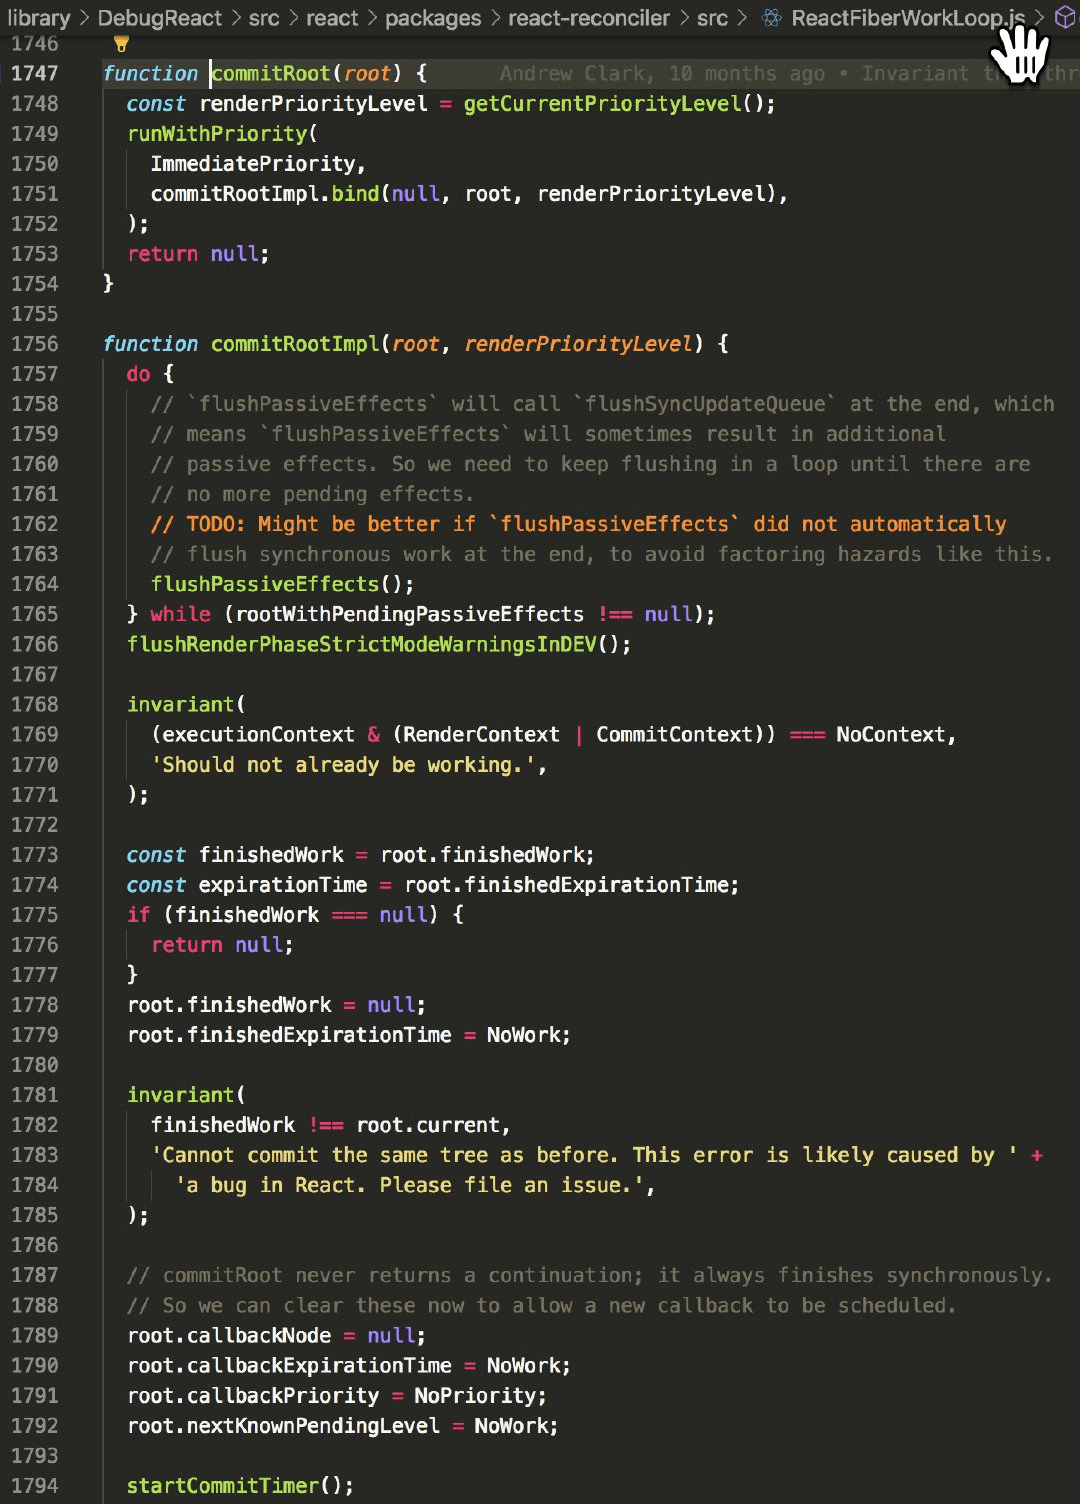 library > DebugReact > src > react > packages > react-reconciler > src > ReactFiberWorkLoop.js >
1746
1747 function commitRoot(root) { Andrew Clark, 10 months ago • Invariant
1748 const renderPriorityLevel = getCurrentPriorityLevel();
1749 runWithPriority(
1750 ImmediatePriority,
1751 commitRootImpl.bind(null, root, renderPriorityLevel),
1752 );
1753 return null;
1754 }
1755
1756 function commitRootImpl(root, renderPriorityLevel) {
1757 do {
1758 // `flushPassiveEffects` will call `flushSyncUpdateQueue` at the end, which
1759 // means `flushPassiveEffects` will sometimes result in additional
1760 // passive effects. So we need to keep flushing in a loop until there are
1761 // no more pending effects.
1762 // TODO: Might be better if `flushPassiveEffects` did not automatically
1763 // flush synchronous work at the end, to avoid factoring hazards like this.
1764 flushPassiveEffects();
1765 } while (rootWithPendingPassiveEffects !== null);
1766 flushRenderPhaseStrictModeWarningsInDEV();
1767
1768 invariant(
1769 (executionContext & (RenderContext | CommitContext)) === NoContext,
1770 'Should not already be working.',
1771 );
1772
1773 const finishedWork = root.finishedWork;
1774 const expirationTime = root.finishedExpirationTime;
1775 if (finishedWork === null) {
1776 return null;
1777 }
1778 root.finishedWork = null;
1779 root.finishedExpirationTime = NoWork;
1780
1781 invariant(
1782 finishedWork !== root.current,
1783 'Cannot commit the same tree as before. This error is likely caused by ' +
1784 'a bug in React. Please file an issue.',
1785 );
1786
1787 // commitRoot never returns a continuation; it always finishes synchronously.
1788 // So we can clear these now to allow a new callback to be scheduled.
1789 root.callbackNode = null;
1790 root.callbackExpirationTime = NoWork;
1791 root.callbackPriority = NoPriority;
1792 root.nextKnownPendingLevel = NoWork;
1793
1794 startCommitTimer();